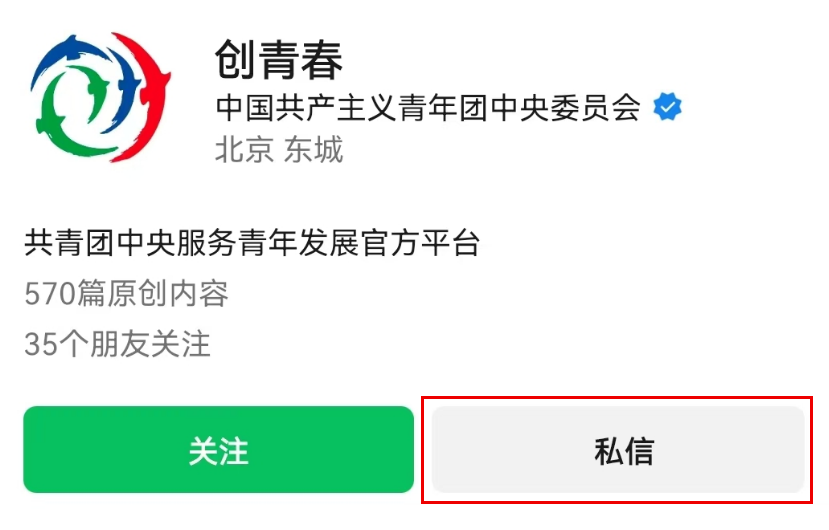 创青春
中国共产主义青年团中央委员会
北京 东城
共青团中央服务青年发展官方平台
570篇原创内容
35个朋友关注
关注
私信